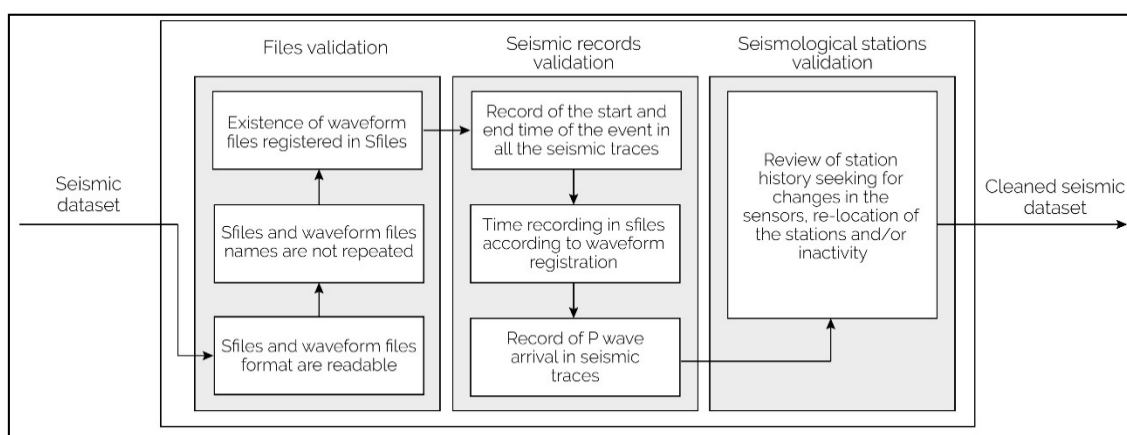 Files validation
Seismic records
validation
Seismological stations
validation
Seismic
dataset
Existence of waveform
files registered in Sfiles
Sfiles and waveform files
names are not repeated
Sfiles and waveform files
format are readable
Record of the start and
end time of the event in
all the seismic traces
Time recording in sfiles
according to waveform
registration
Record of P wave
arrival in seismic
traces
Review of station
history seeking for
changes in the
sensors, re-location of
the stations and/or
inactivity
Cleaned seismic
dataset